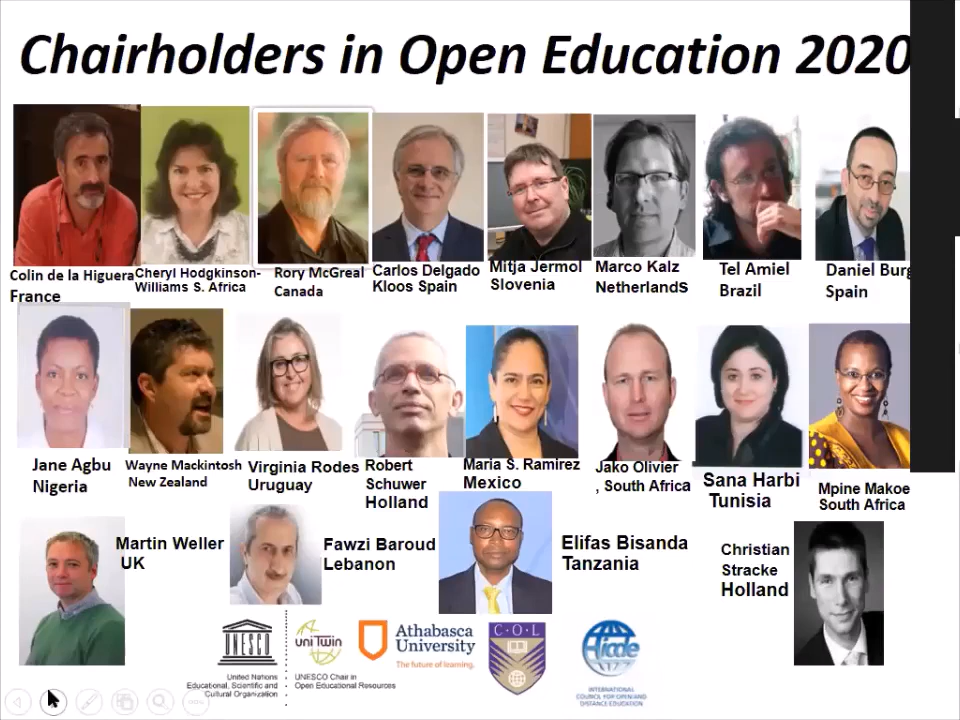 Chairholders in Open Education 2020
Colin de la Higuera
France
Cheryl Hodgkinson-
Williams S. Africa
Rory McGreal
Canada
Carlos Delgado
Kloos Spain
Mitja Jermol
Slovenia
Marco Kalz
Netherlands
Tel Amiel
Brazil
Daniel Burg
Spain
Jane Agbu
Nigeria
Wayne Mackintosh
New Zealand
Virginia Rodes
Uruguay
Robert
Schuwer
Holland
Maria S. Ramirez
Mexico
Jako Olivier
, South Africa
Sana Harbi
Tunisia
Mpine Makoe
South Africa
Martin Weller
UK
Fawzi Baroud
Lebanon
Elifas Bisanda
Tanzania
Christian
Stracke
Holland
UNESCO
United Nations
Educational, Scientific and
Cultural Organization
uniTwin
UNESCO Chair in
Open Educational Resources
Athabasca
University
The future of learning.
C.O.L
icde
INTERNATIONAL
COUNCIL FOR OPEN AND
DISTANCE EDUCATION